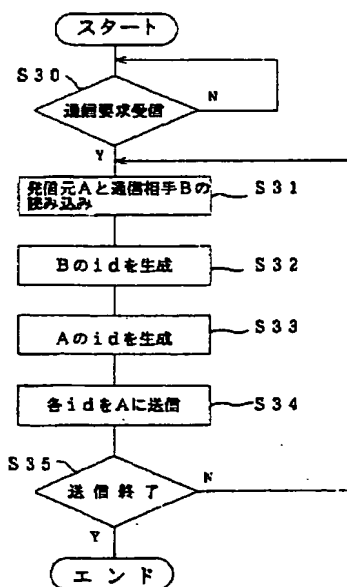 スタート
S30
通信要求受信
N
Y
発信元Aと通信相手Bの
読み込み
S31
Bのidを生成
S32
Aのidを生成
S33
各idをAに送信
S34
S35
送信終了
N
Y
エンド